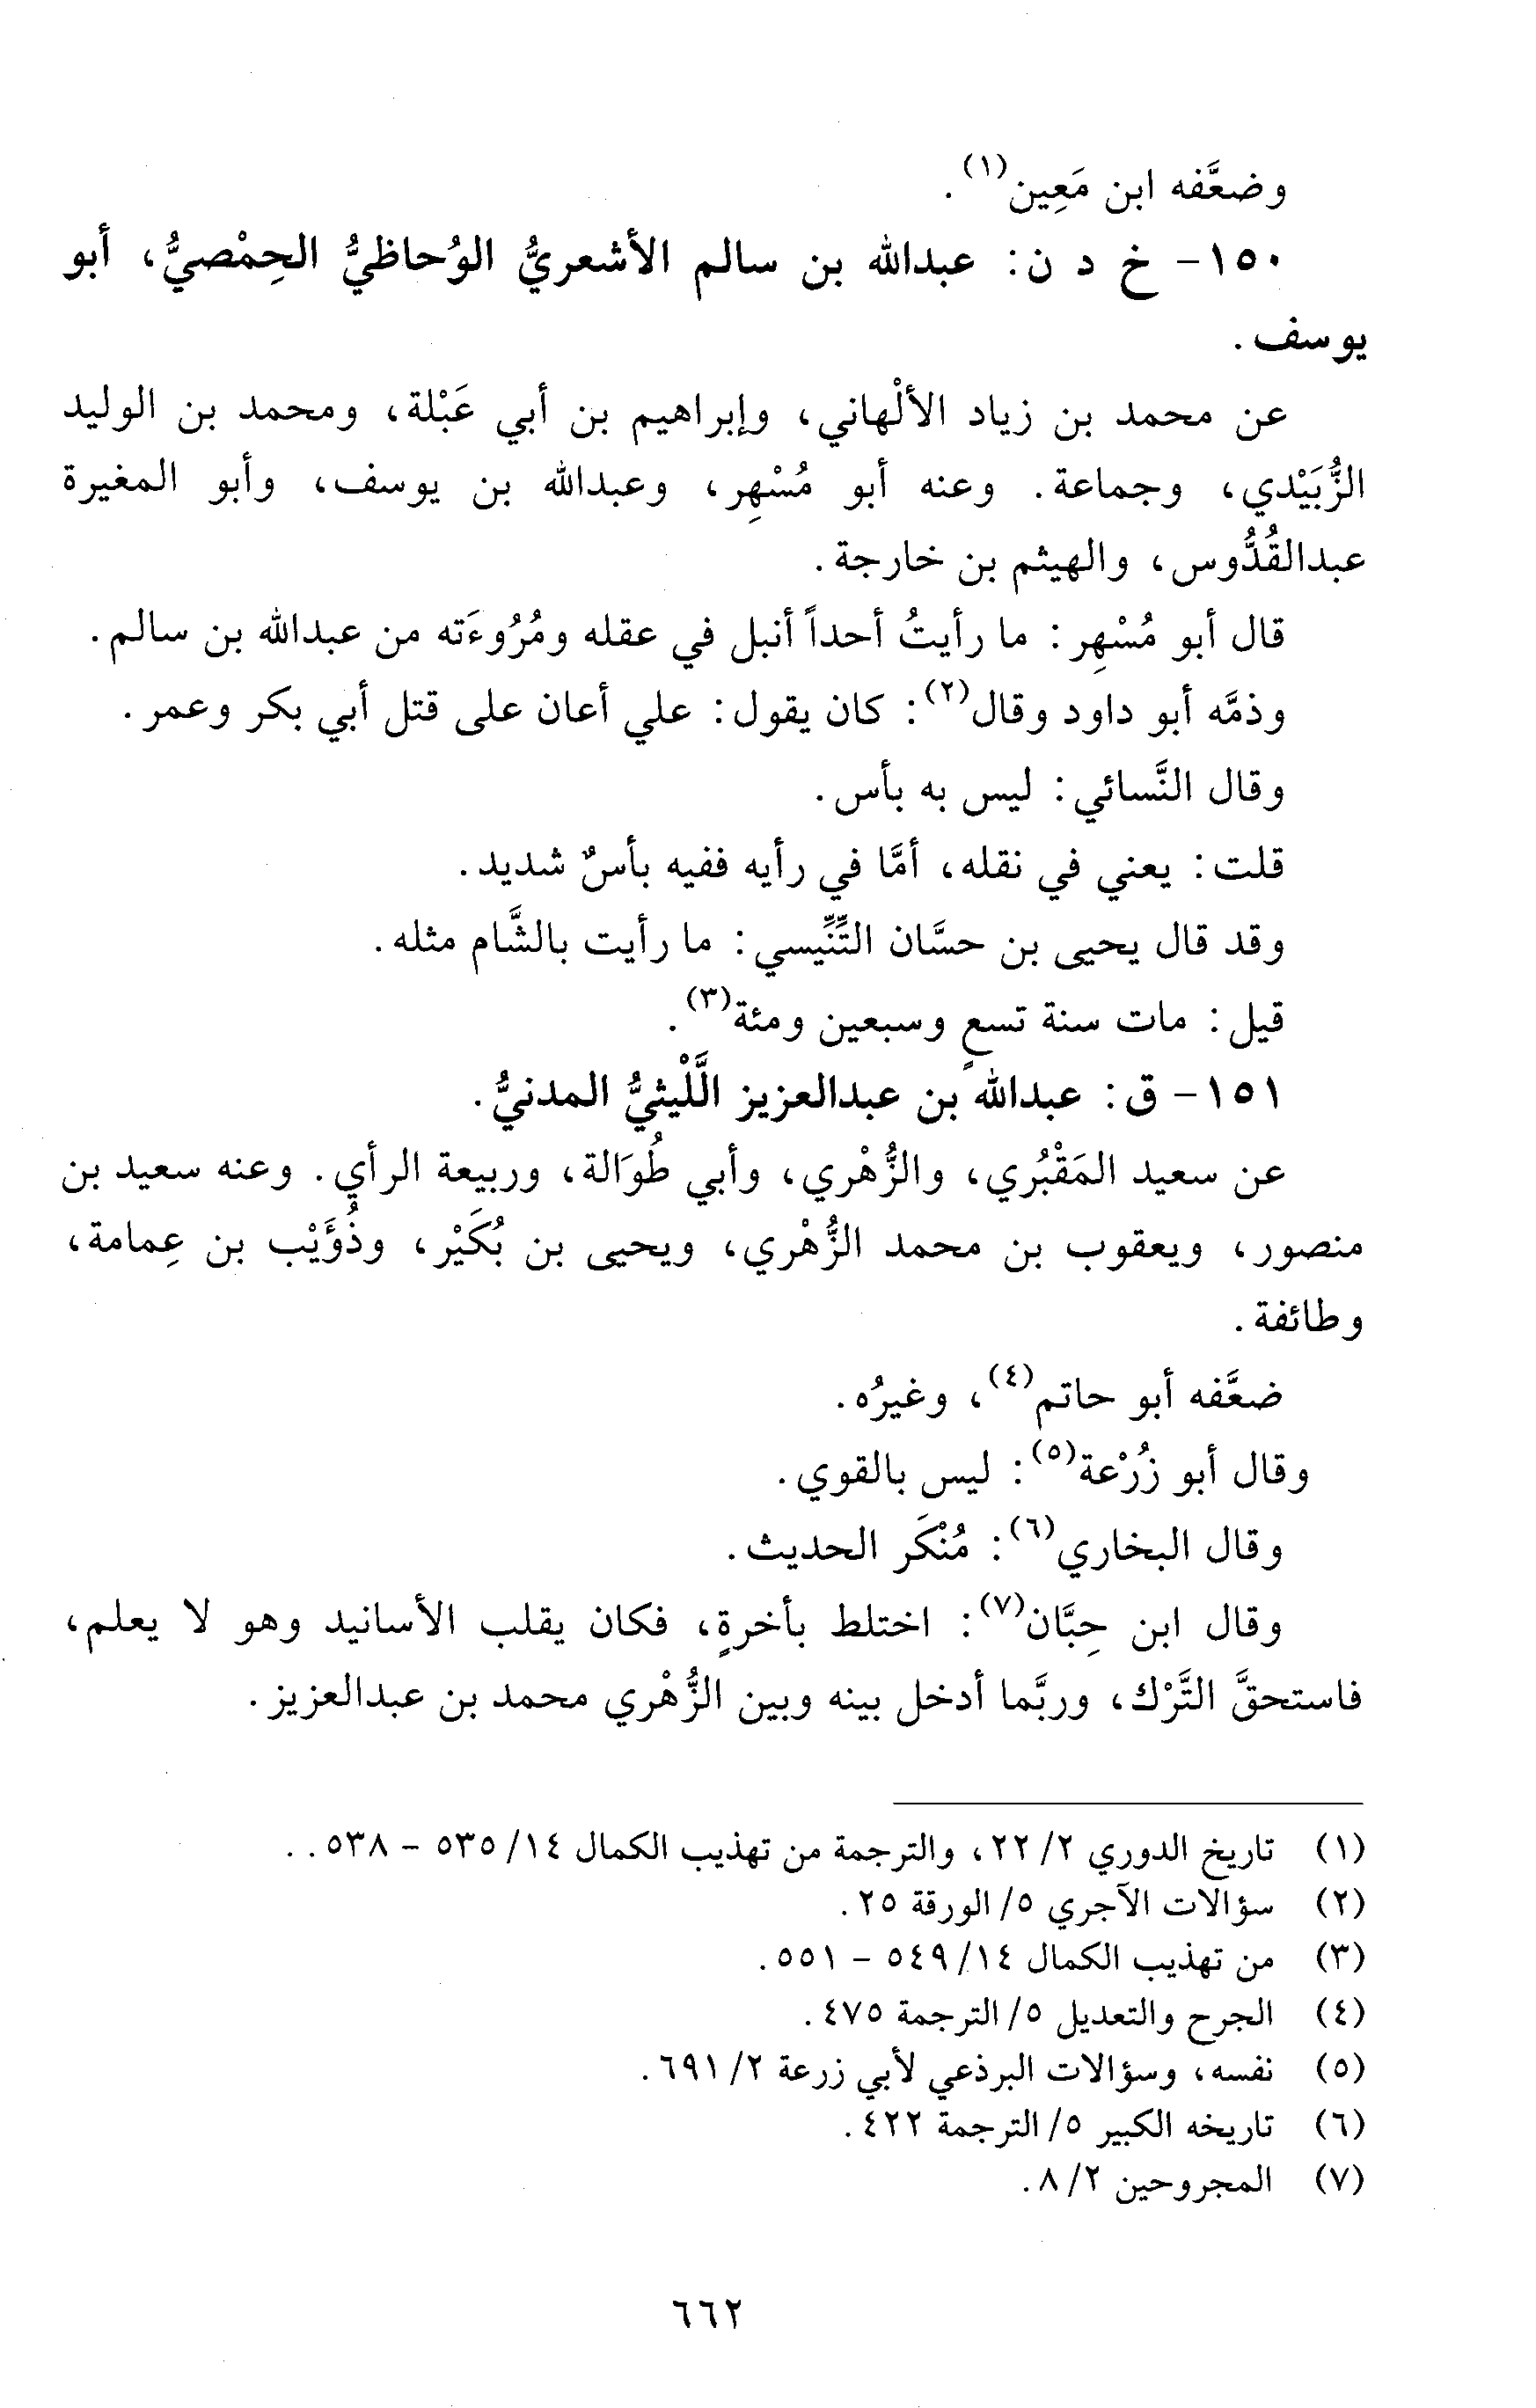 وضعَّفه ابن مَعِين(١).
١٥٠- خ د ن: عبدالله بن سالم الأشعريُّ الوُحاظيُّ الحِمْصيُّ، أبو
يوسف.
عن محمد بن زياد الألْهاني، وإبراهيم بن أبي عَبْلة، ومحمد بن الوليد
الزُّبَيْدي، وجماعة. وعنه أبو مُسْهِر، وعبدالله بن يوسف، وأبو المغيرة
عبدالقُدُّوس، والهيثم بن خارجة.
قال أبو مُسْهِر: ما رأيتُ أحداً أنبل في عقله ومُرُوءَته من عبدالله بن سالم.
وذمَّه أبو داود وقال(٢): كان يقول: علي أعان على قتل أبي بكر وعمر.
وقال النَّسائي: ليس به بأس.
قلت: يعني في نقله، أمَّا في رأيه ففيه بأسٌ شديد.
وقد قال يحيى بن حسَّان التِّنِّيسي: ما رأيت بالشَّام مثله.
قيل: مات سنة تسعٍ وسبعين ومئة(٣).
١٥١- ق: عبدالله بن عبدالعزيز اللَّيْثيُّ المدنيُّ.
عن سعيد المَقْبُري، والزُّهْري، وأبي طُوَالة، وربيعة الرأي. وعنه سعيد بن
منصور، ويعقوب بن محمد الزُّهْري، ويحيى بن بُكَيْر، وذُؤَيْب بن عِمامة،
وطائفة.
ضعَّفه أبو حاتم(٤)، وغيرُه.
وقال أبو زُرْعة(٥): ليس بالقوي.
وقال البخاري(٦): مُنْكَر الحديث.
وقال ابن حِبَّان(٧): اختلط بأخرةٍ، فكان يقلب الأسانيد وهو لا يعلم،
فاستحقَّ التَّرْك، وربَّما أدخل بينه وبين الزُّهْري محمد بن عبدالعزيز.
(١) تاريخ الدوري ٢/ ٢٢، والترجمة من تهذيب الكمال ١٤/ ٥٣٥ - ٥٣٨. .
(٢) سؤالات الآجري ٥/ الورقة ٢٥.
(٣) من تهذيب الكمال ١٤/ ٥٤٩ - ٥٥١.
(٤) الجرح والتعديل ٥/ الترجمة ٤٧٥.
(٥) نفسه، وسؤالات البرذعي لأبي زرعة ٢/ ٦٩١.
(٦) تاريخه الكبير ٥/ الترجمة ٤٢٢.
(٧) المجروحين ٢/ ٨.
٦٦٢